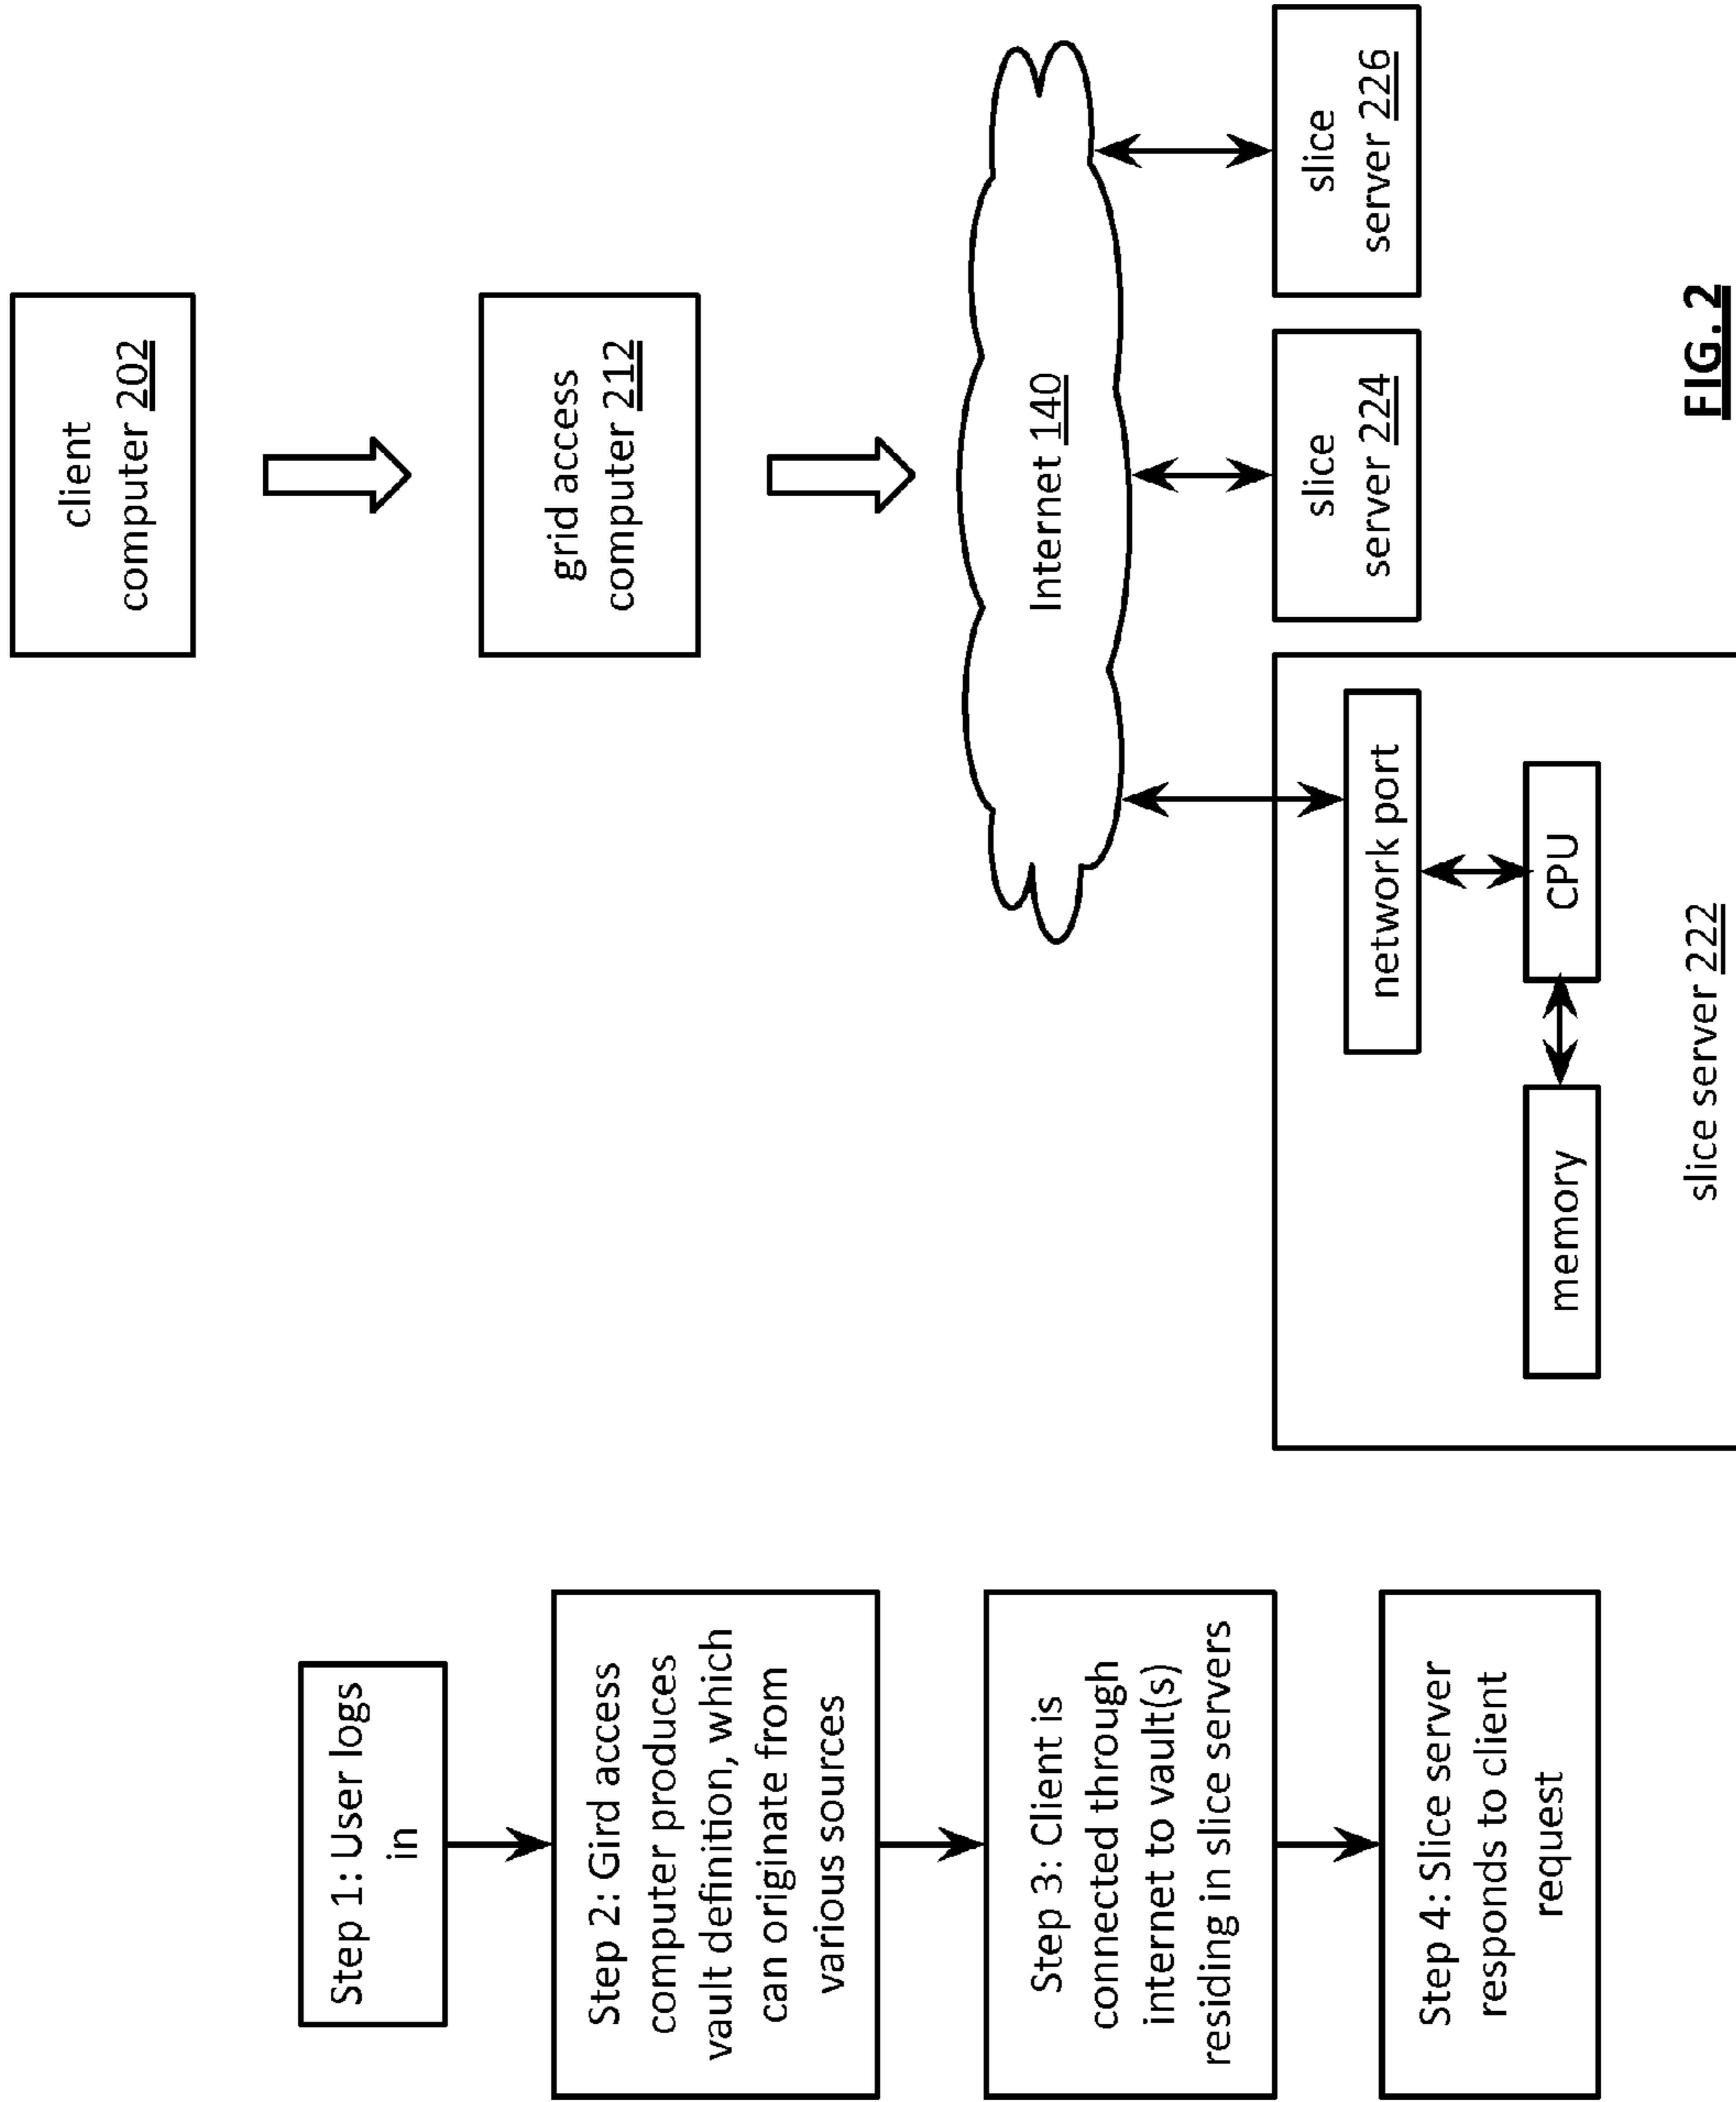 Step 1: User logs
in
Step 2: Gird access
computer produces
vault definition, which
can originate from
various sources
Step 3: Client is
connected through
internet to vault(s)
residing in slice servers
Step 4: Slice server
responds to client
request
client
computer 202
grid access
computer 212
Internet 140
network port
CPU
memory
slice server 222
slice
server 224
slice
server 226
FIG. 2